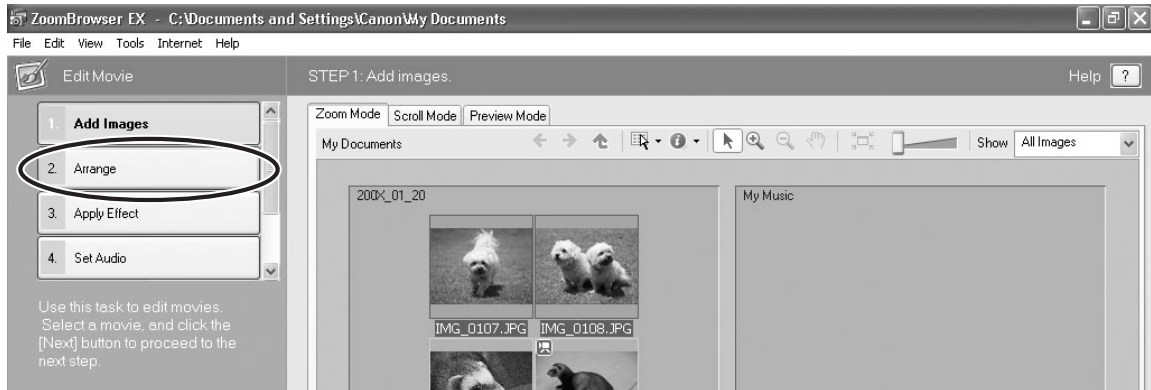 ZoomBrowser EX - C:\Documents and Settings\Canon\My Documents
File Edit View Tools Internet Help
Edit Movie
STEP 1: Add images.
Help ?
1. Add Images
2. Arrange
3. Apply Effect
4. Set Audio
Use this task to edit movies.
Select a movie, and click the
[Next] button to proceed to the
next step.
Zoom Mode Scroll Mode Preview Mode
My Documents
Show All Images
200X_01_20
My Music
IMG_0107.JPG IMG_0108.JPG